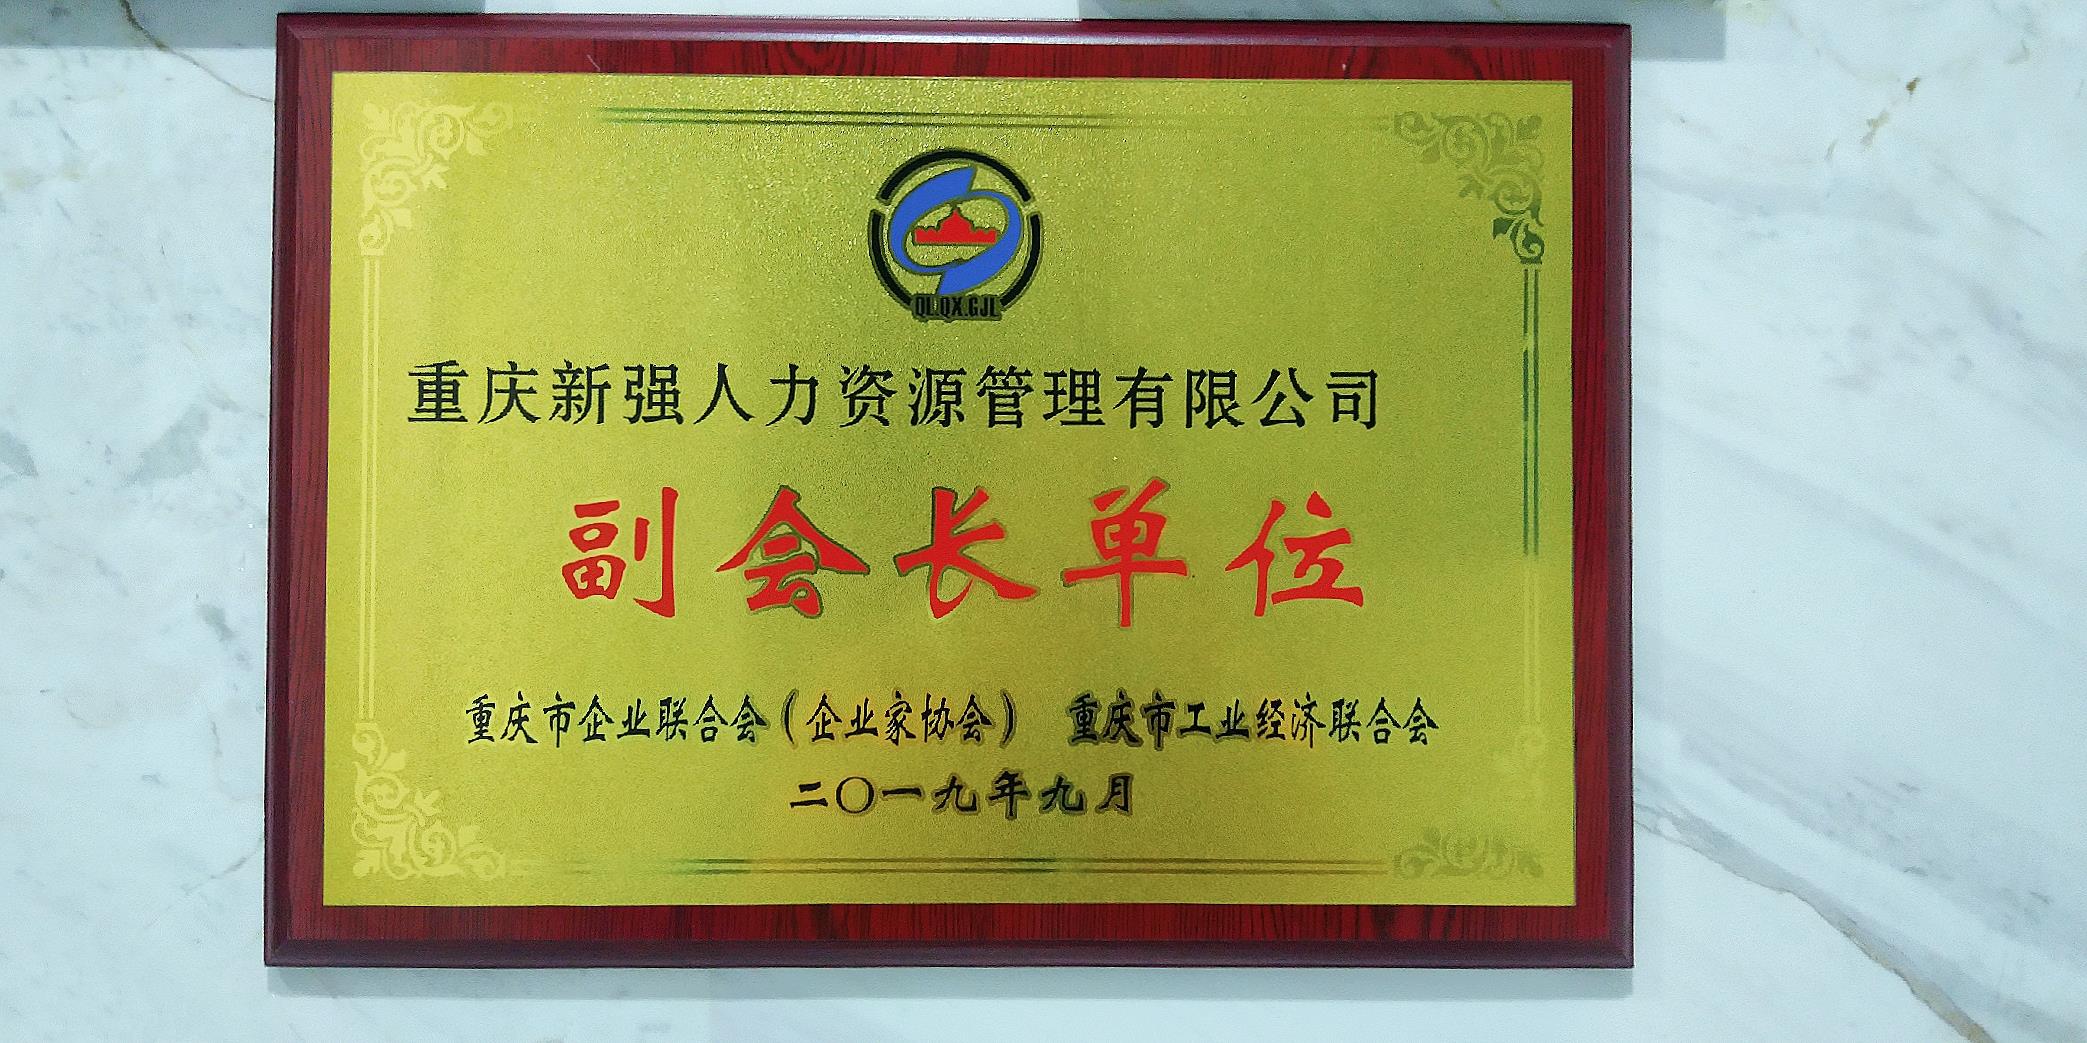 QL.QX.GJL
重庆新强人力资源管理有限公司
副会长单位
重庆市企业联合会（企业家协会） 重庆市工业经济联合会
二〇一九年九月